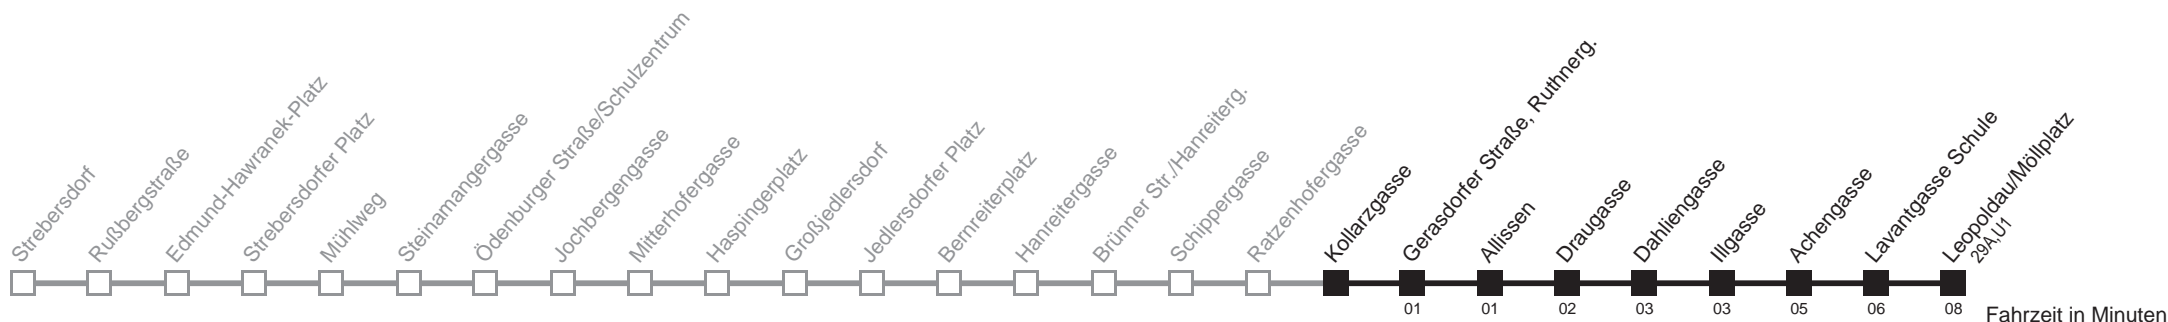 Strebersdorf
Rußbergstraße
Edmund-Hawranek-Platz
Strebersdorfer Platz
Mühlweg
Steinamangergasse
Ödenburger Straße/Schulzentrum
Jochbergengasse
Mitterhofergasse
Haspingerplatz
Großjedlersdorf
Jedlersdorfer Platz
Bernreiterplatz
Hanreitergasse
Brünner Str./Hanreiterg.
Schippergasse
Ratzenhofergasse
Kollarzgasse
Gerasdorfer Straße, Ruthnerg.
Allissen
Draugasse
Dahliengasse
Illgasse
Achengasse
Lavantgasse Schule
Leopoldau/Möllplatz
29A,U1
01
01
02
03
03
05
06
08
Fahrzeit in Minuten